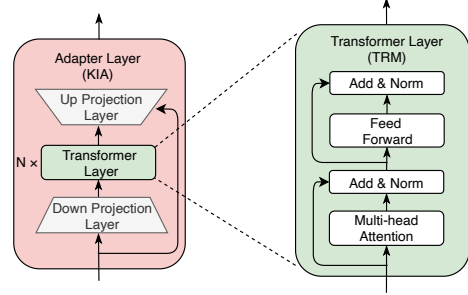 Adapter Layer
(KIA)
Up Projection
Layer
N ×
Transformer
Layer
Down Projection
Layer
Transformer Layer
(TRM)
Add & Norm
Feed
Forward
Add & Norm
Multi-head
Attention